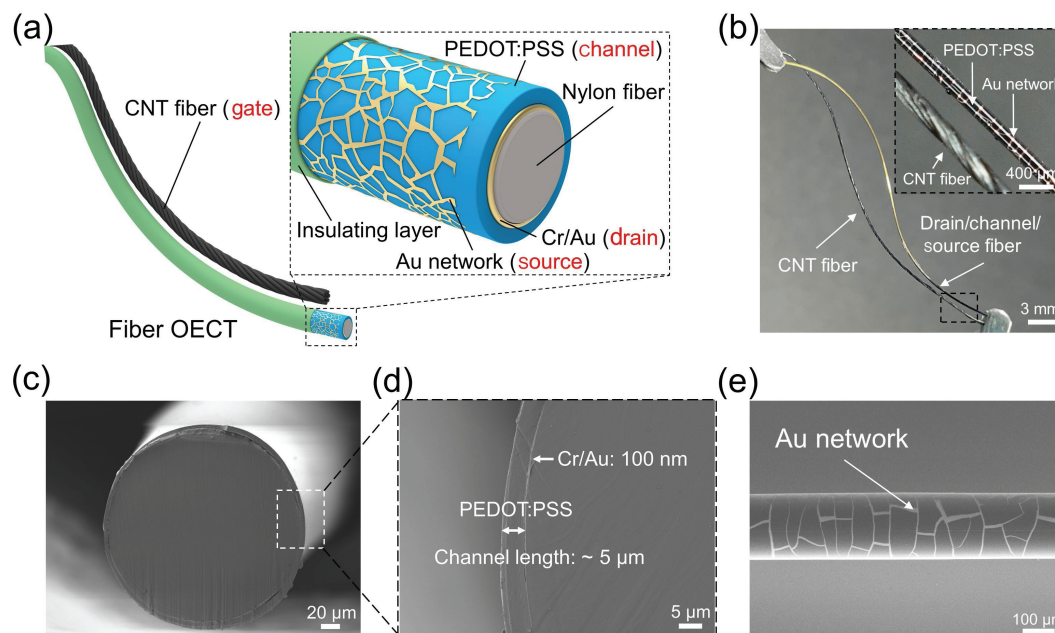 (a)
PEDOT:PSS (channel)
CNT fiber (gate)
Nylon fiber
Insulating layer
Cr/Au (drain)
Au network (source)
Fiber OECT
(b)
PEDOT:PSS
Au network
CNT fiber
400 μm
Drain/channel/
source fiber
CNT fiber
3 mm
(c)
20 μm
(d)
Cr/Au: 100 nm
PEDOT:PSS
Channel length: ~ 5 μm
5 μm
(e)
Au network
100 μm